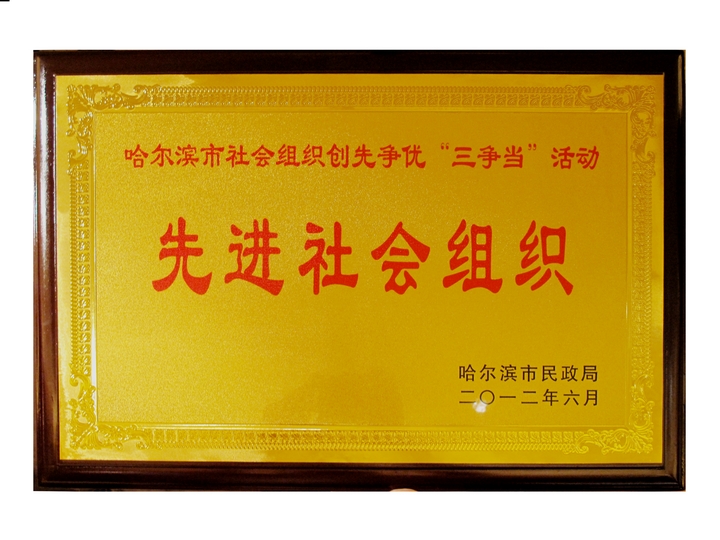 哈尔滨市社会组织创先争优“三争当”活动
先进社会组织
哈尔滨市民政局
二〇一二年六月